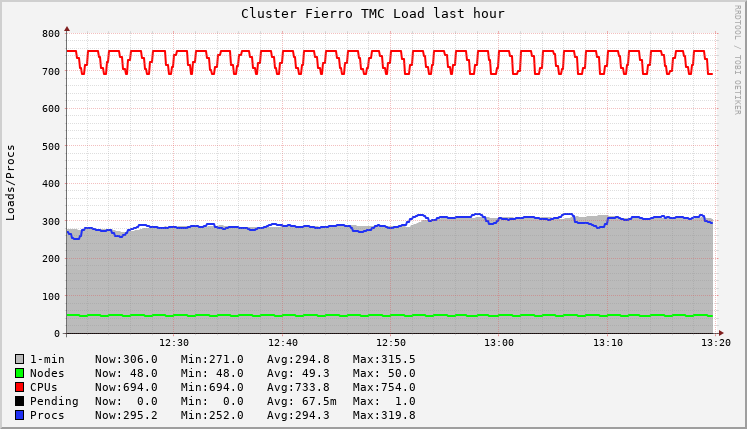 Cluster Fierro TMC Load last hour
RRDTOOL / TOBI OETIKER
Loads/Procs
800
700
600
500
400
300
200
100
0
12:30 12:40 12:50 13:00 13:10 13:20
1-min Now:306.0 Min:271.0 Avg:294.8 Max:315.5
Nodes Now: 48.0 Min: 48.0 Avg: 49.3 Max: 50.0
CPUs Now:694.0 Min:694.0 Avg:733.8 Max:754.0
Pending Now: 0.0 Min: 0.0 Avg: 67.5m Max: 1.0
Procs Now:295.2 Min:252.0 Avg:294.3 Max:319.8